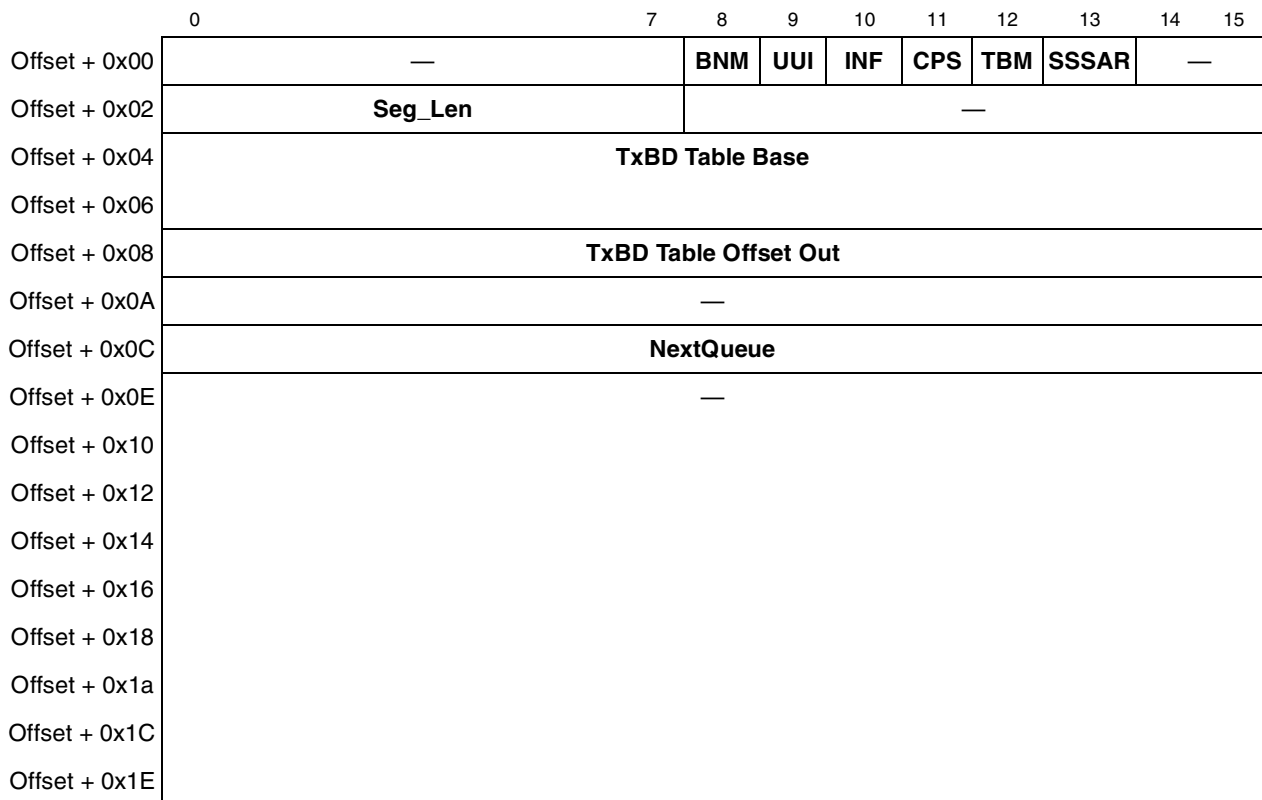 0 7 8 9 10 11 12 13 14 15
Offset + 0x00 — BNM UUI INF CPS TBM SSSAR —
Offset + 0x02 Seg_Len —
Offset + 0x04 TxBD Table Base
Offset + 0x06
Offset + 0x08 TxBD Table Offset Out
Offset + 0x0A —
Offset + 0x0C NextQueue
Offset + 0x0E —
Offset + 0x10
Offset + 0x12
Offset + 0x14
Offset + 0x16
Offset + 0x18
Offset + 0x1a
Offset + 0x1C
Offset + 0x1E